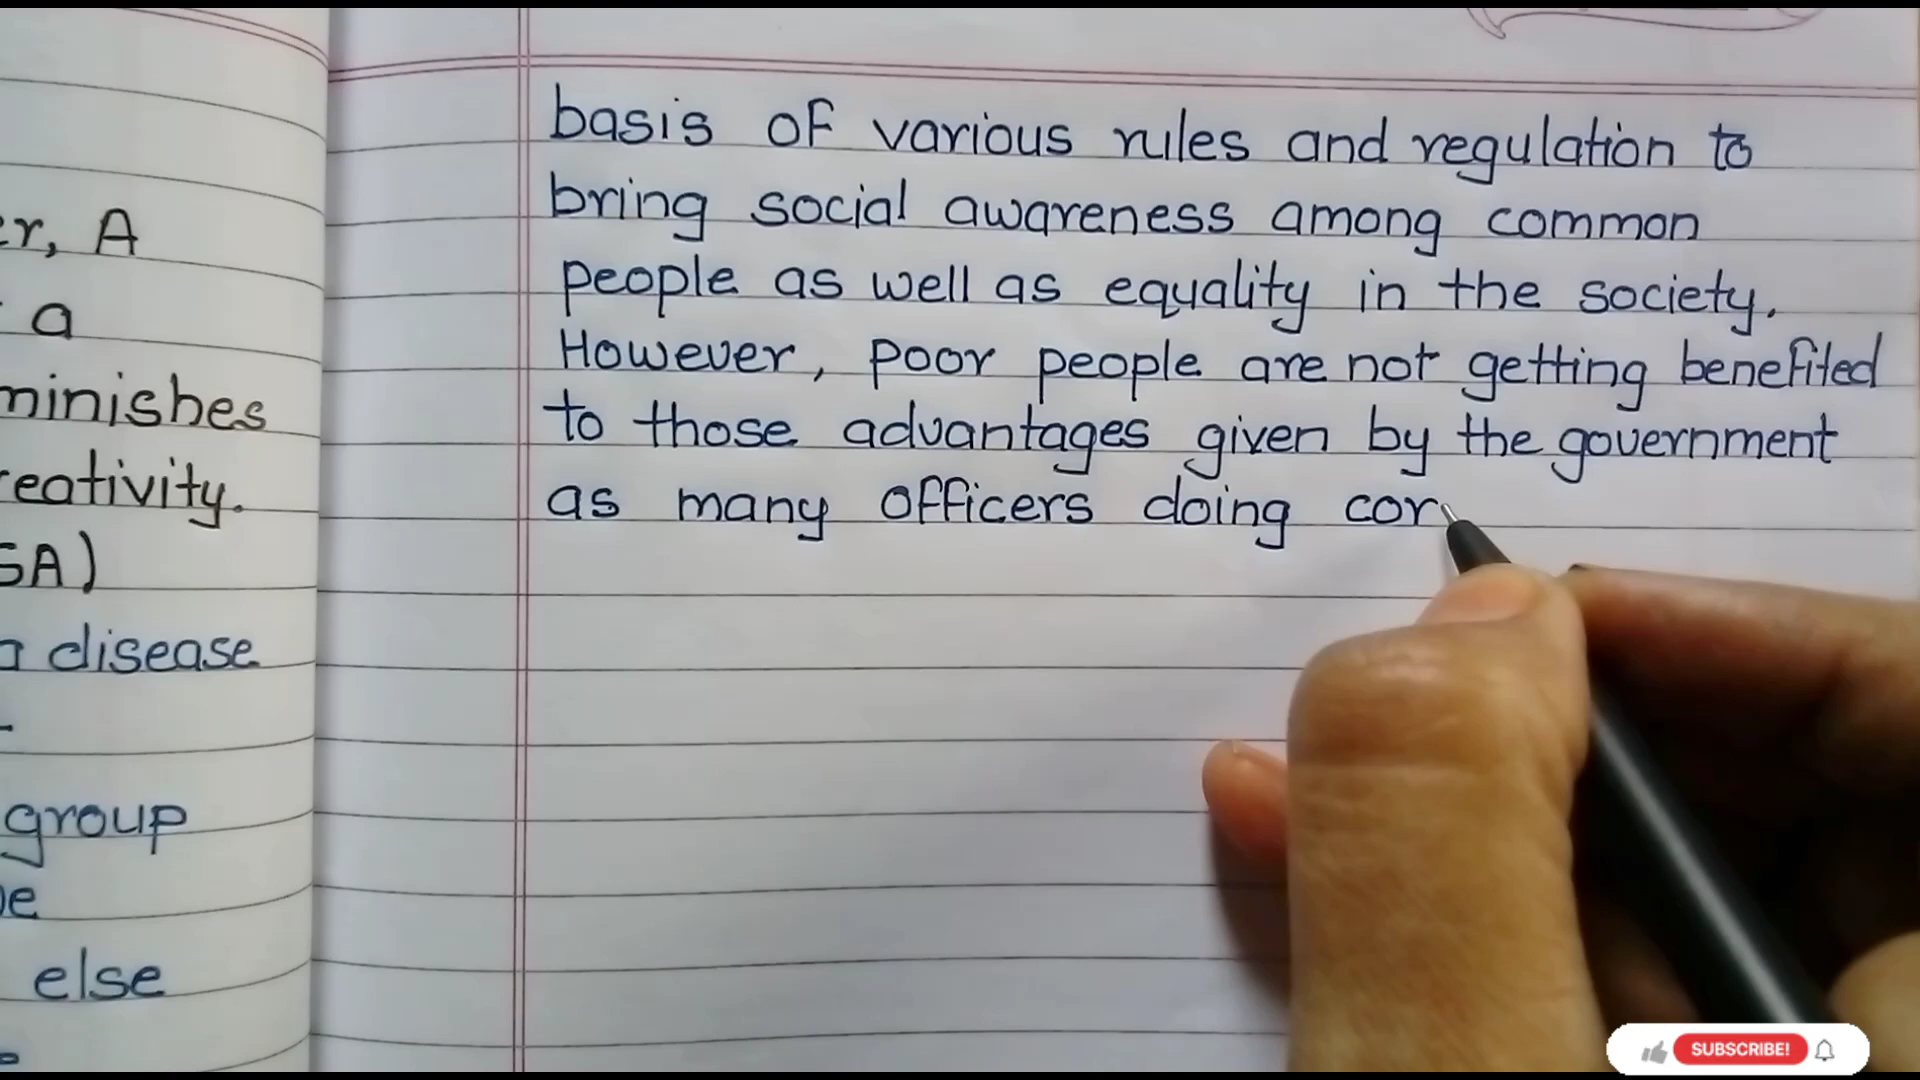 er, A
a
minishes
reativity.
SA)
disease
group
else
basis of various rules and regulation to
bring social awareness among common
people as well as equality in the society.
However, poor people are not getting benefited
to those advantages given by the government
as many officers doing cor
SUBSCRIBE!